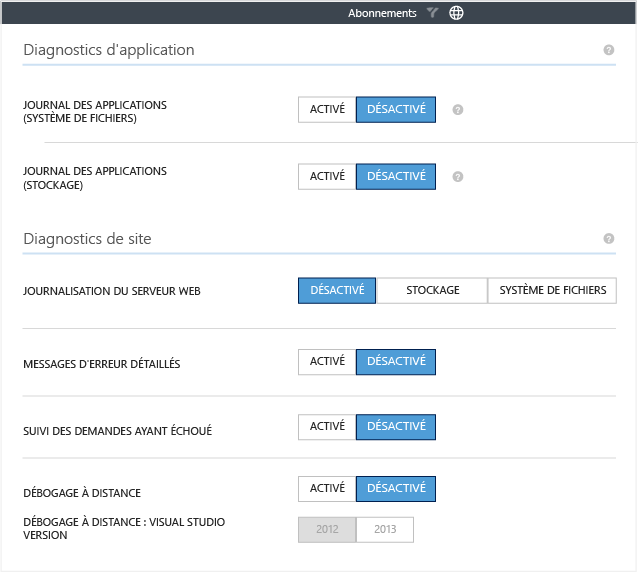 Abonnements
Diagnostics d'application
?
JOURNAL DES APPLICATIONS
(SYSTÈME DE FICHIERS)
ACTIVÉ DÉSACTIVÉ ?
JOURNAL DES APPLICATIONS
(STOCKAGE)
ACTIVÉ DÉSACTIVÉ ?
Diagnostics de site
?
JOURNALISATION DU SERVEUR WEB
DÉSACTIVÉ STOCKAGE SYSTÈME DE FICHIERS
MESSAGES D'ERREUR DÉTAILLÉS
ACTIVÉ DÉSACTIVÉ
SUIVI DES DEMANDES AYANT ÉCHOUÉ
ACTIVÉ DÉSACTIVÉ
DÉBOGAGE À DISTANCE
ACTIVÉ DÉSACTIVÉ
DÉBOGAGE À DISTANCE : VISUAL STUDIO
VERSION
2012 2013